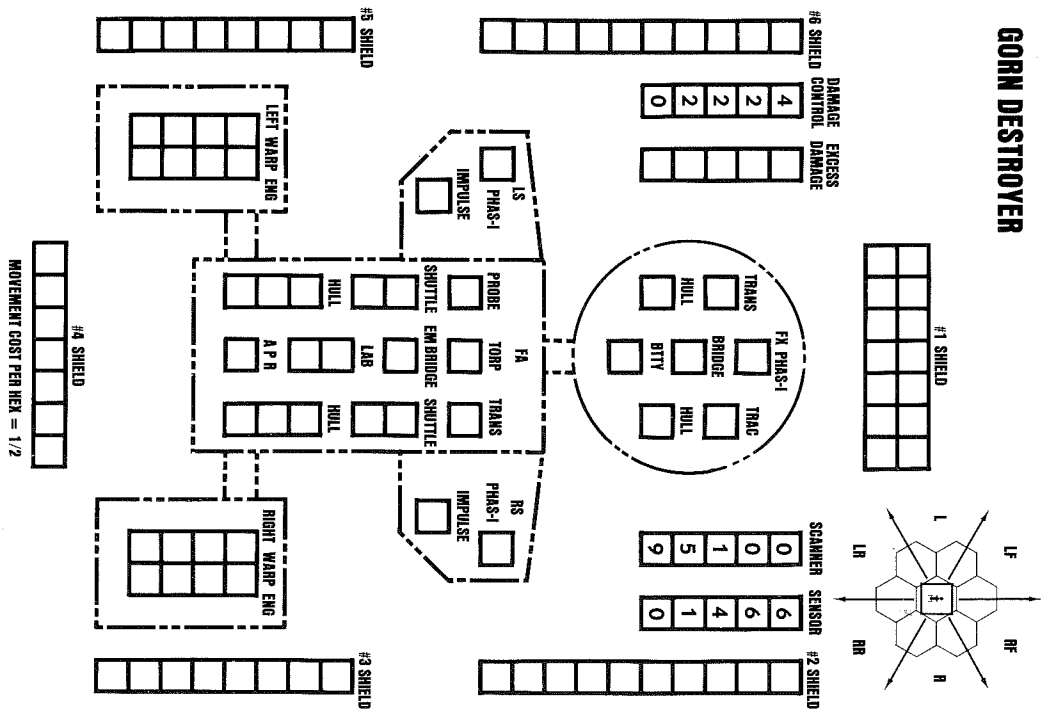 GORN DESTROYER
LF RF
L R
LR RR
#1 SHIELD
#6 SHIELD
DAMAGE CONTROL
4
2
2
2
0
EXCESS DAMAGE
SCANNER
0
0
1
5
9
SENSOR
6
6
4
1
0
#2 SHIELD
FX PHAS-I
TRANS BRIDGE TRAC
HULL BTTY HULL
LS
PHAS-I
IMPULSE
FA
PROBE TORP TRANS
SHUTTLE EM BRIDGE SHUTTLE
HULL LAB HULL
A P R
RS
PHAS-I
IMPULSE
#5 SHIELD
LEFT WARP ENG
RIGHT WARP ENG
#3 SHIELD
#4 SHIELD
MOVEMENT COST PER HEX = 1/2